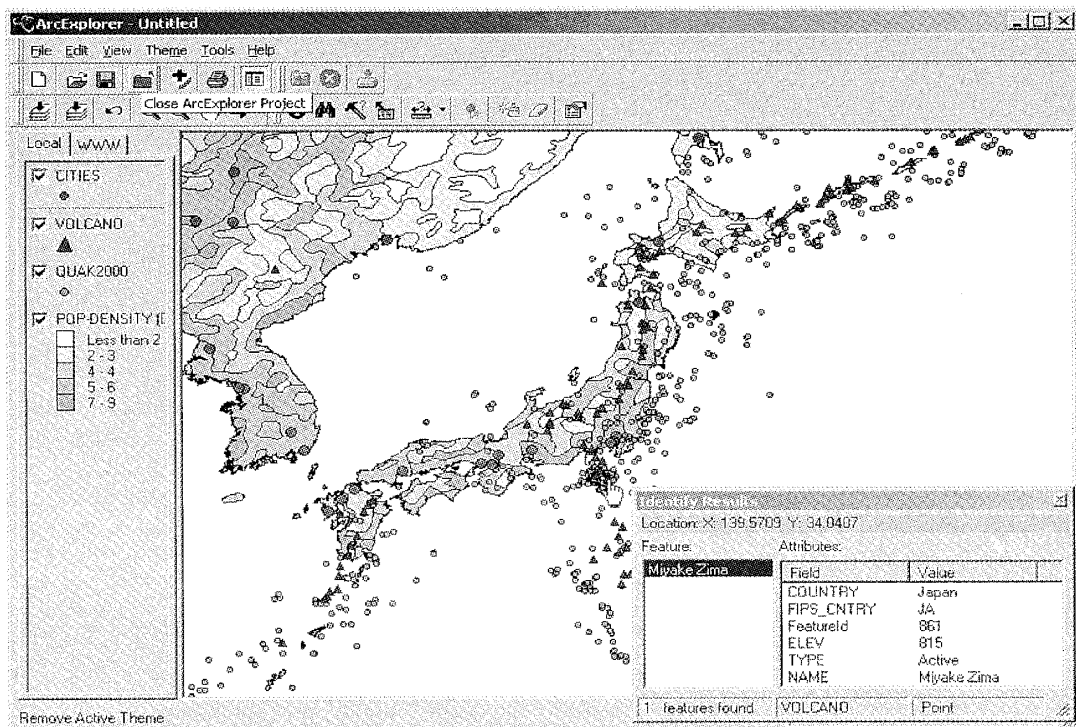 ArcExplorer - Untitled
File Edit View Theme Tools Help
Close ArcExplorer Project
Local WWW
CITIES
VOLCANO
QUAK2000
POP-DENSITY
Less than 2
2 - 3
4 - 4
5 - 6
7 - 9
Identify Results
Location: X: 139.5709 Y: 34.0407
Feature: Attributes:
Miyake Zima
Field Value
COUNTRY Japan
FIPS_CNTRY JA
FeatureId 861
ELEV 815
TYPE Active
NAME Miyake Zima
1 features found VOLCANO Point
Remove Active Theme